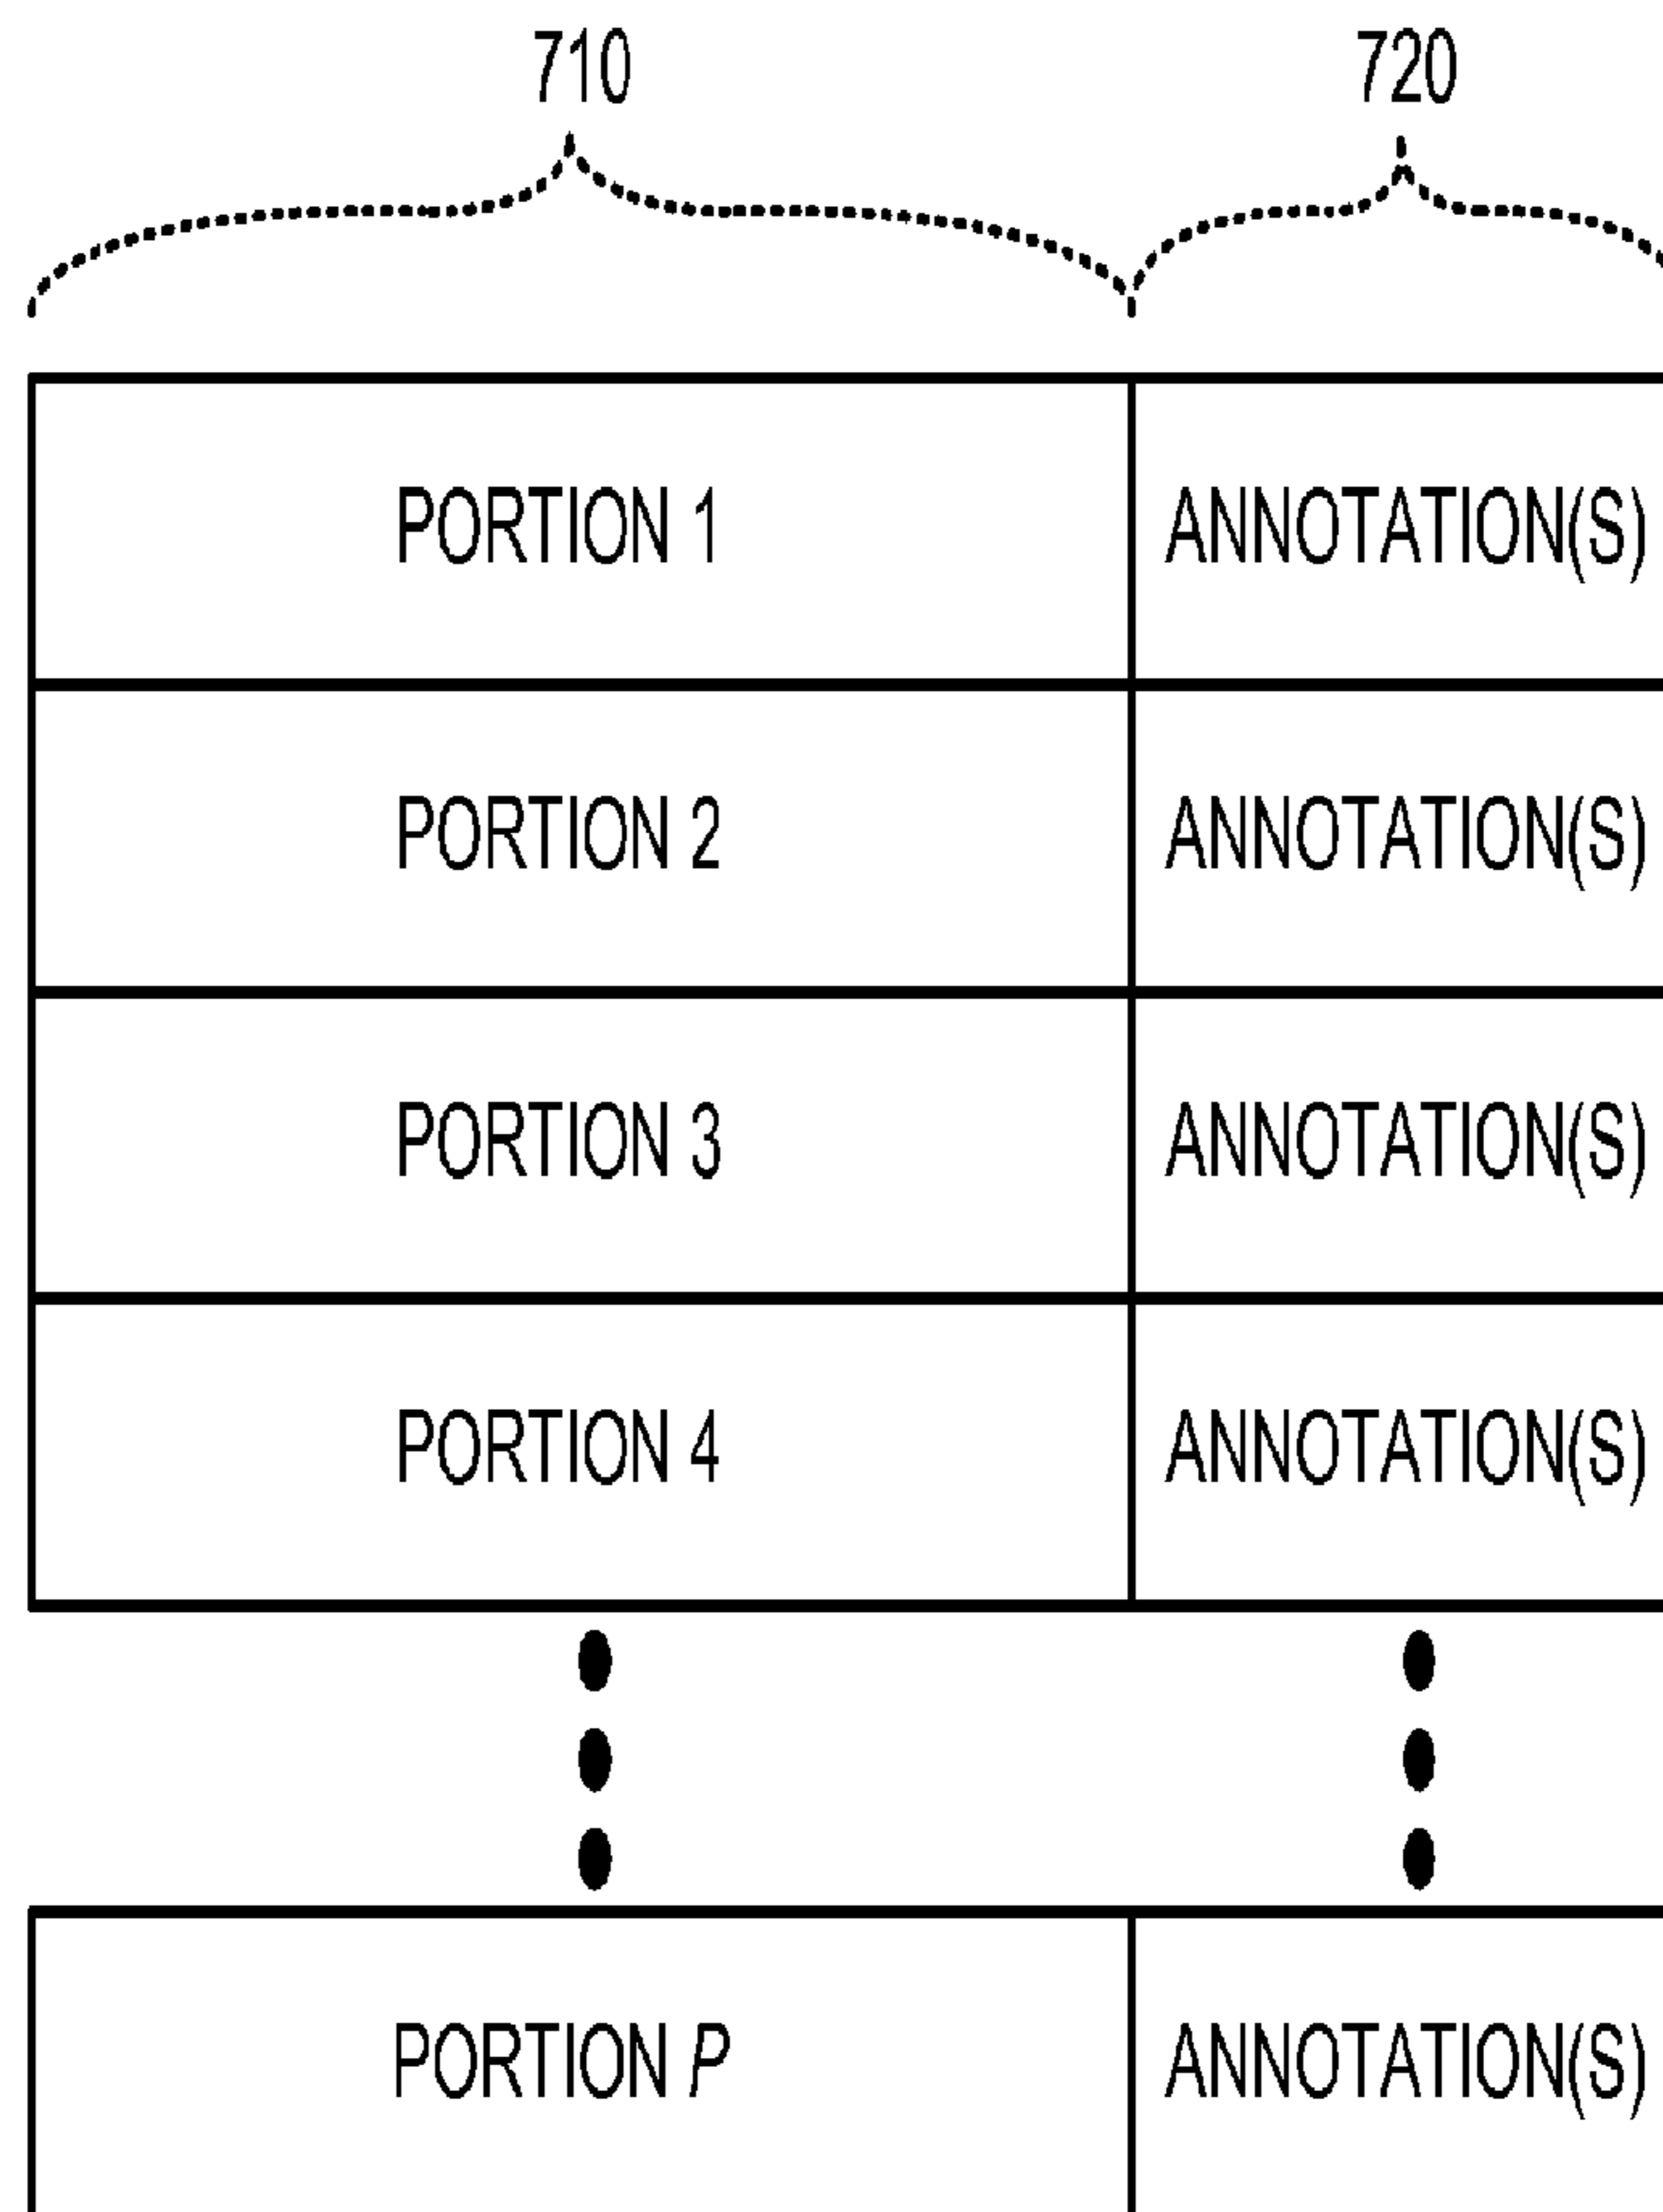 710 720
PORTION 1 ANNOTATION(S)
PORTION 2 ANNOTATION(S)
PORTION 3 ANNOTATION(S)
PORTION 4 ANNOTATION(S)
PORTION P ANNOTATION(S)